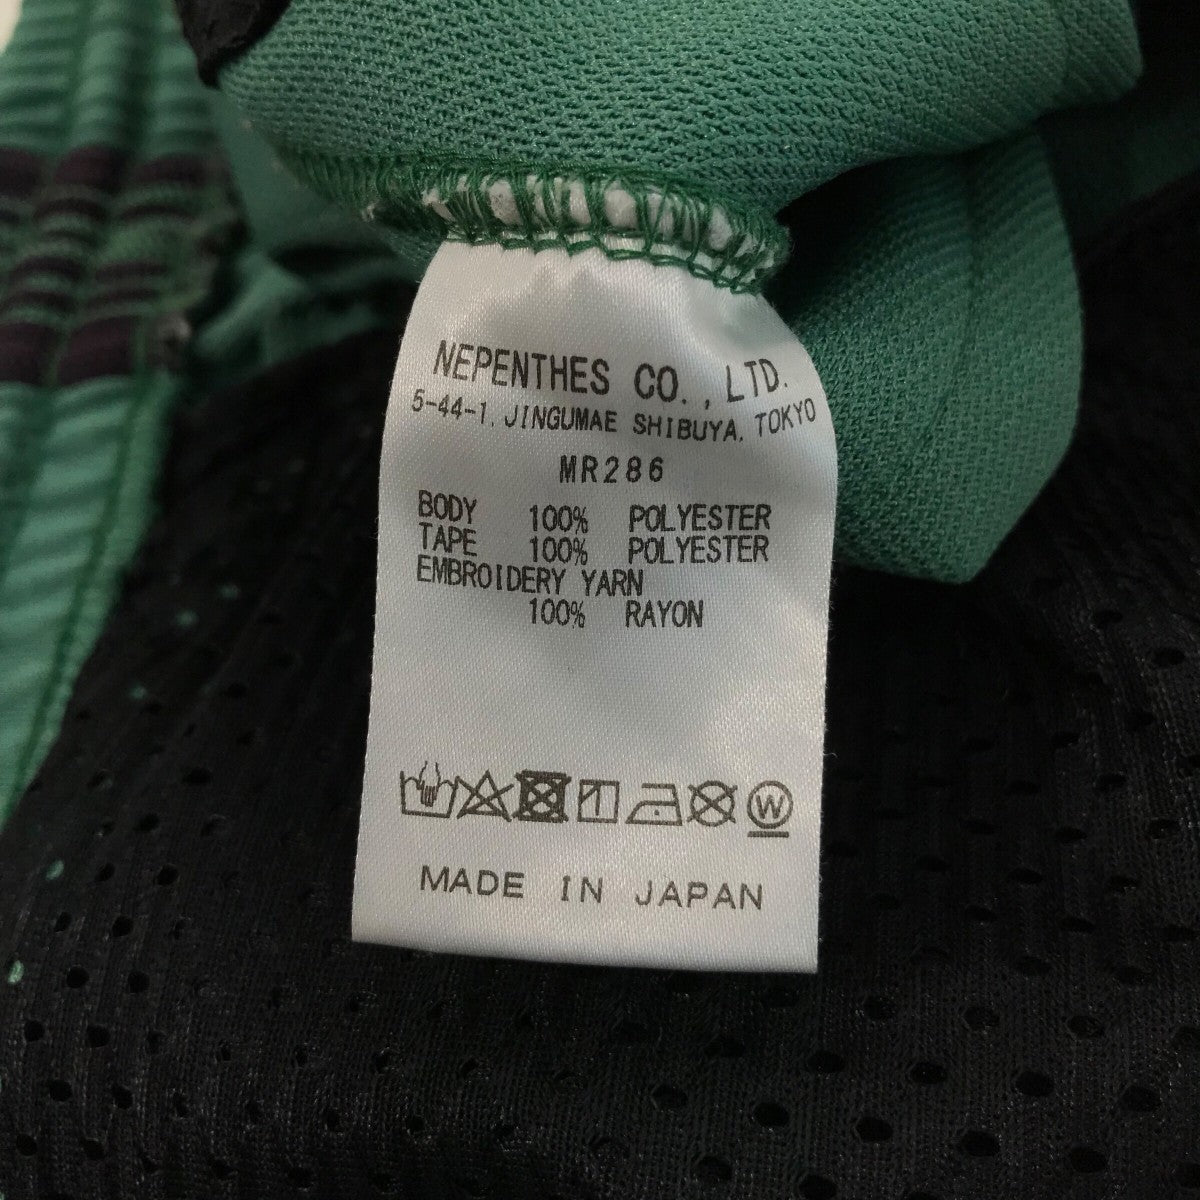 NEPENTHES CO., LTD.
5-44-1, JINGUMAE SHIBUYA, TOKYO
MR286
BODY 100% POLYESTER
TAPE 100% POLYESTER
EMBROIDERY YARN
100% RAYON
W
MADE IN JAPAN